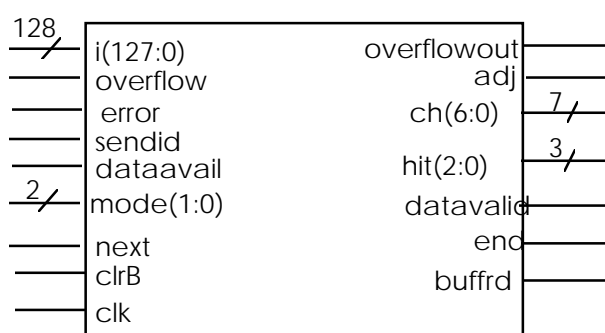 128
i(127:0)
overflow
error
sendid
dataavail
2
mode(1:0)
next
clrB
clk
overflowout
adj
ch(6:0)
7
hit(2:0)
3
datavalid
end
buffrd